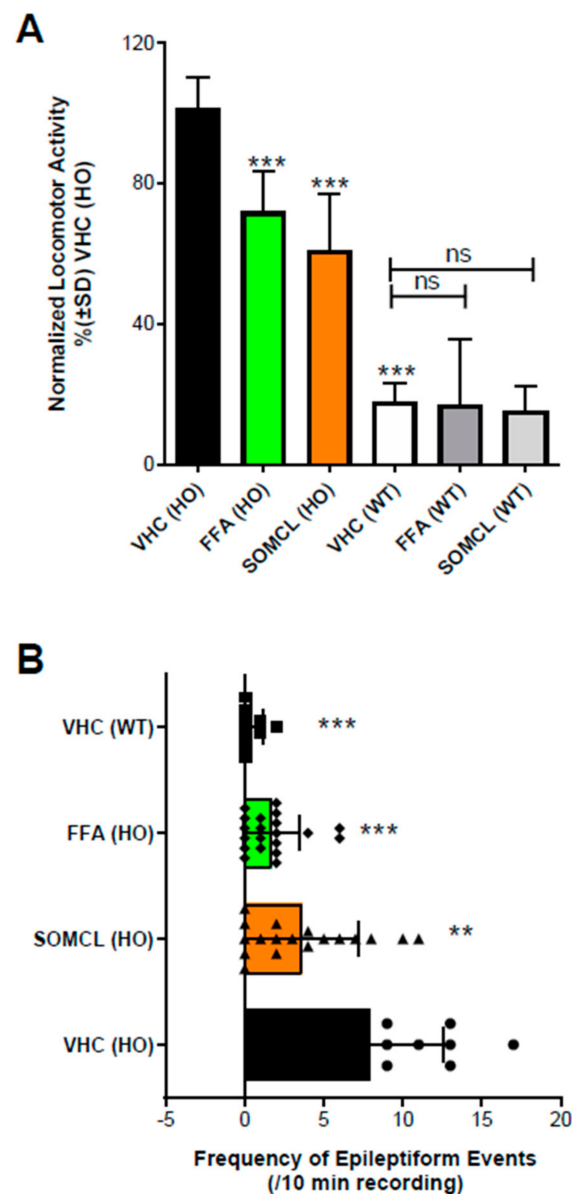 A
Normalized Locomotor Activity
%(±SD) VHC (HO)
120
80
40
0
***
***
***
ns
ns
VHC (HO)
FFA (HO)
SOMCL (HO)
VHC (WT)
FFA (WT)
SOMCL (WT)
B
VHC (WT)
***
FFA (HO)
***
SOMCL (HO)
**
VHC (HO)
-5
0
5
10
15
20
Frequency of Epileptiform Events
(/10 min recording)